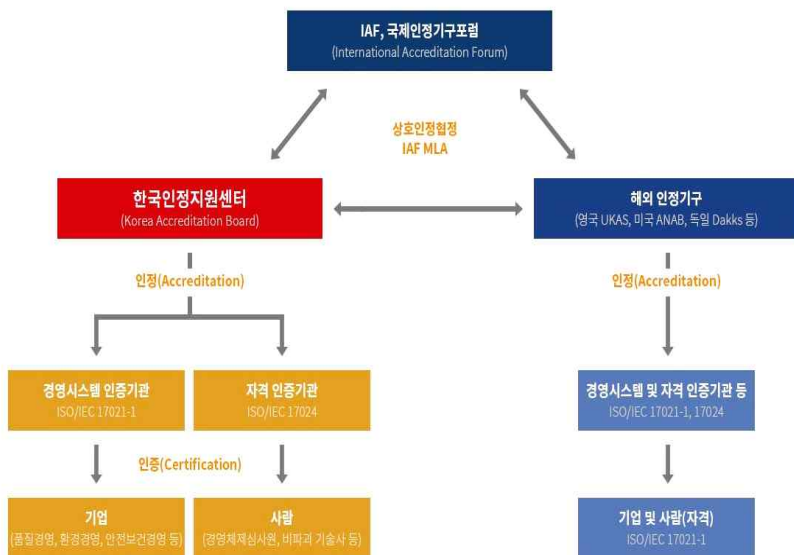 IAF, 국제인정기구포럼
(International Accreditation Forum)
상호인정협정
IAF MLA
한국인정지원센터
(Korea Accreditation Board)
해외 인정기구
(영국 UKAS, 미국 ANAB, 독일 Dakks 등)
인정(Accreditation)
인정(Accreditation)
경영시스템 인증기관
ISO/IEC 17021-1
자격 인증기관
ISO/IEC 17024
경영시스템 및 자격 인증기관 등
ISO/IEC 17021-1, 17024
인증(Certification)
기업
(품질경영, 환경경영, 안전보건경영 등)
사람
(경영체제심사원, 비파괴 기술사 등)
기업 및 사람(자격)
ISO/IEC 17021-1